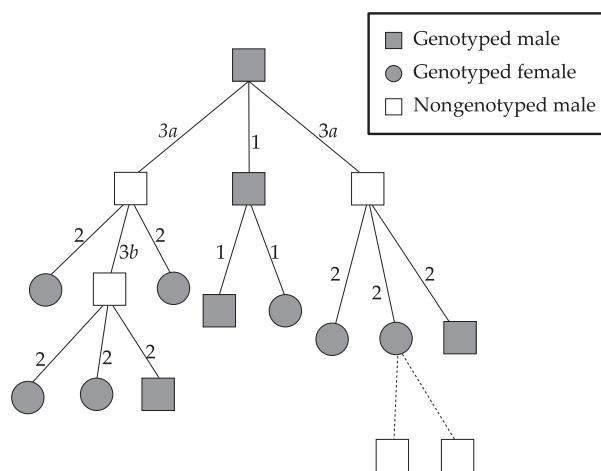 Genotyped male
Genotyped female
Nongenotyped male
3a 1 3a
2 3b 2 1 1 2 2 2
2 2 2